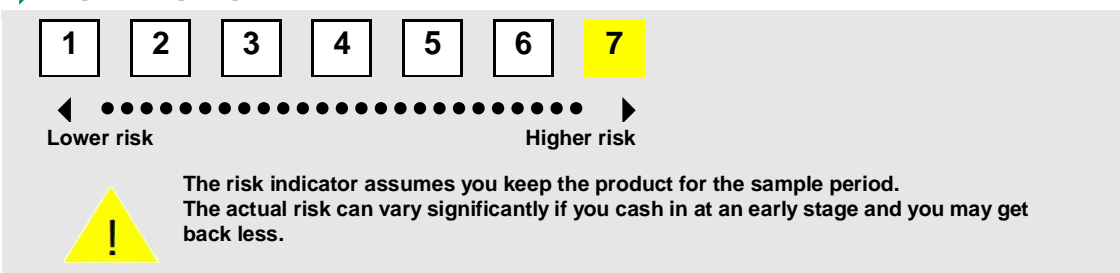 1 2 3 4 5 6 7
Lower risk Higher risk
The risk indicator assumes you keep the product for the sample period.
The actual risk can vary significantly if you cash in at an early stage and you may get
back less.
!